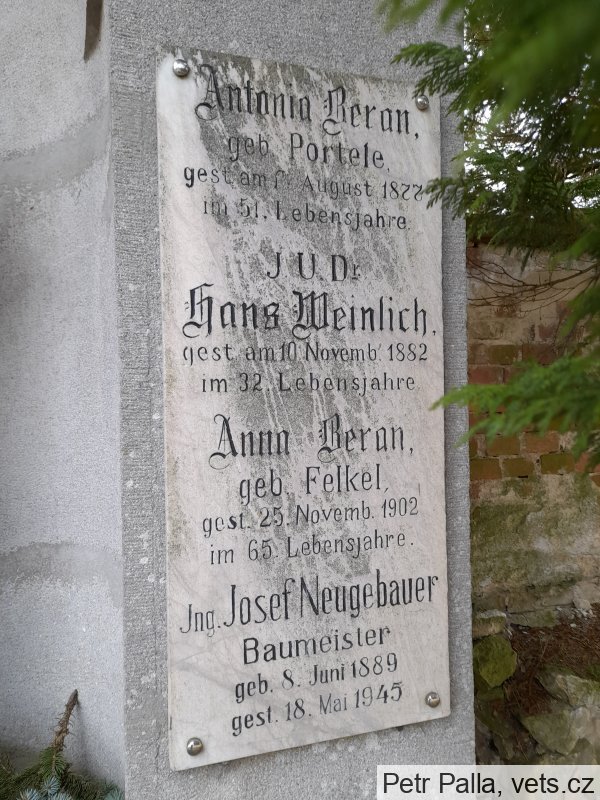 Antonia Beran,
geb. Portele,
gest. am August 1877
im 51. Lebensjahre.
J.U.Dr.
Hans Weinlich,
gest. am 10. Novemb. 1882
im 32. Lebensjahre.
Anna Beran,
geb. Felkel,
gest. 25. Novemb. 1902
im 65. Lebensjahre.
Jng. Josef Neugebauer
Baumeister
geb. 8. Juni 1889
gest. 18. Mai 1945
Petr Palla, vets.cz